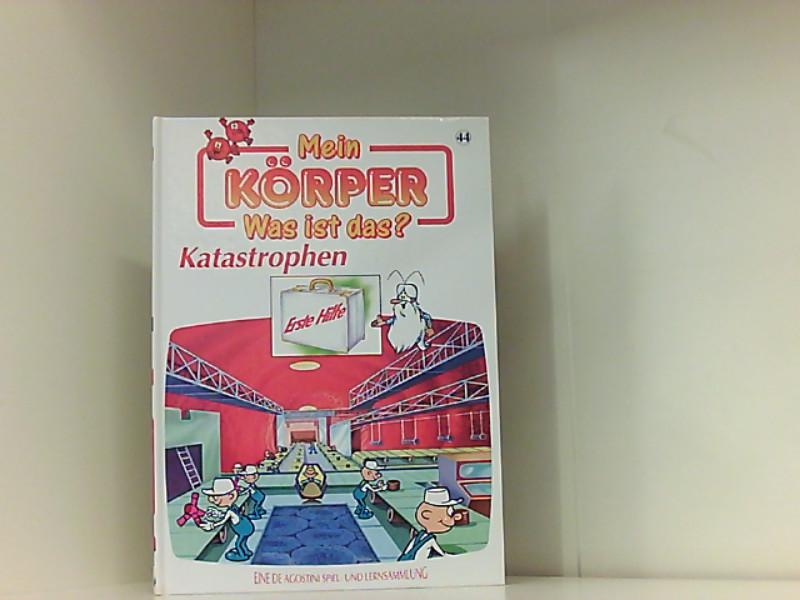 44
Mein
KÖRPER
Was ist das?
Katastrophen
Erste Hilfe
EINE DE AGOSTINI SPIEL- UND LERNSAMMLUNG